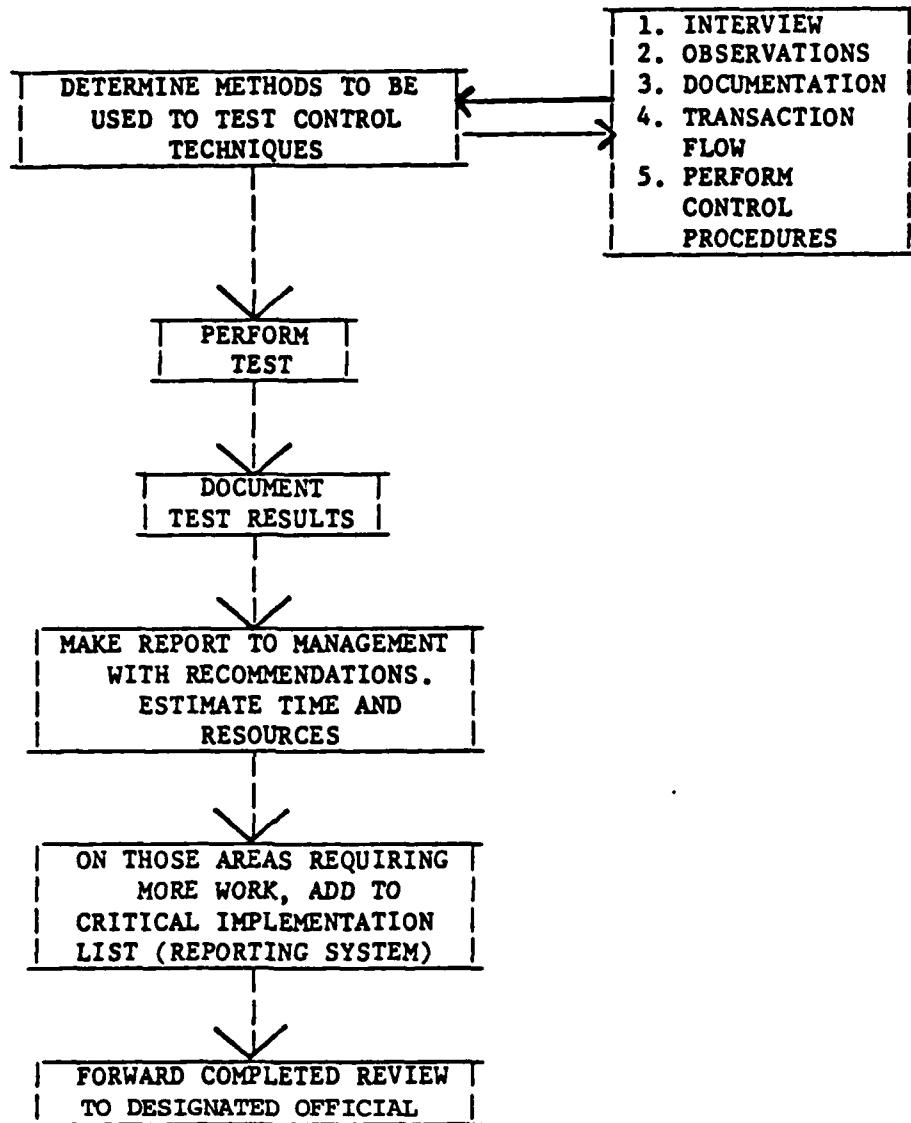 DETERMINE METHODS TO BE
USED TO TEST CONTROL
TECHNIQUES
1. INTERVIEW
2. OBSERVATIONS
3. DOCUMENTATION
4. TRANSACTION
FLOW
5. PERFORM
CONTROL
PROCEDURES
PERFORM
TEST
DOCUMENT
TEST RESULTS
MAKE REPORT TO MANAGEMENT
WITH RECOMMENDATIONS.
ESTIMATE TIME AND
RESOURCES
ON THOSE AREAS REQUIRING
MORE WORK, ADD TO
CRITICAL IMPLEMENTATION
LIST (REPORTING SYSTEM)
FORWARD COMPLETED REVIEW
TO DESIGNATED OFFICIAL